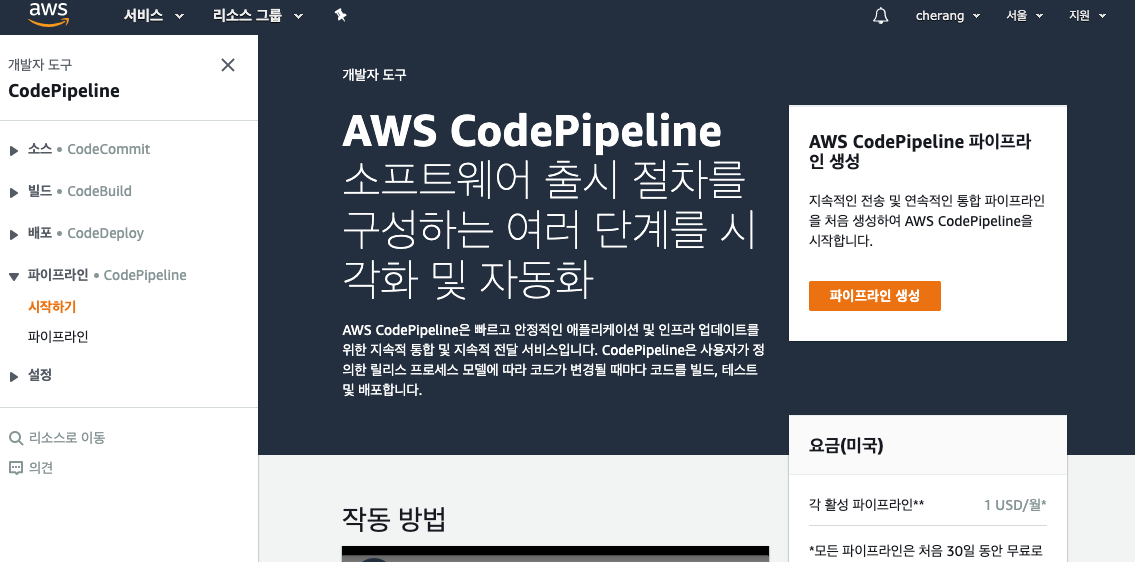 aws
서비스
리소스 그룹
cherang
서울
지원
개발자 도구
CodePipeline
소스 • CodeCommit
빌드 • CodeBuild
배포 • CodeDeploy
파이프라인 • CodePipeline
시작하기
파이프라인
설정
리소스로 이동
의견
개발자 도구
AWS CodePipeline
소프트웨어 출시 절차를
구성하는 여러 단계를 시
각화 및 자동화
AWS CodePipeline은 빠르고 안정적인 애플리케이션 및 인프라 업데이트를
위한 지속적 통합 및 지속적 전달 서비스입니다. CodePipeline은 사용자가 정
의한 릴리스 프로세스 모델에 따라 코드가 변경될 때마다 코드를 빌드, 테스트
및 배포합니다.
AWS CodePipeline 파이프라
인 생성
지속적인 전송 및 연속적인 통합 파이프라인
을 처음 생성하여 AWS CodePipeline을
시작합니다.
파이프라인 생성
요금(미국)
각 활성 파이프라인** 1 USD/월*
*모든 파이프라인은 처음 30일 동안 무료로
작동 방법